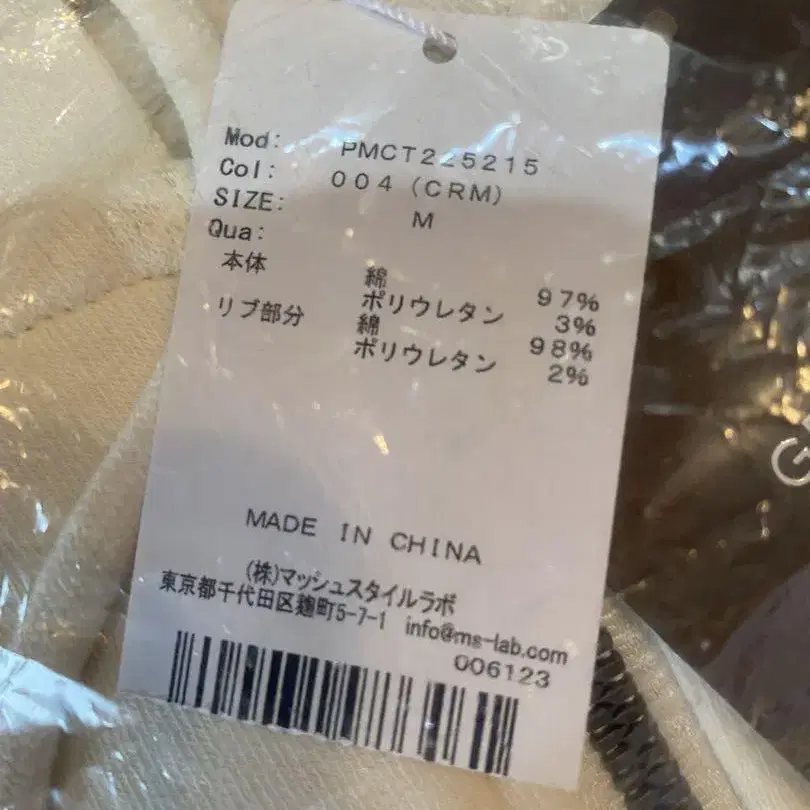 Mod: PMCT225215
Col: 004 (CRM)
SIZE: M
Qua:
本体 綿 97%
ポリウレタン 3%
リブ部分 綿 98%
ポリウレタン 2%
MADE IN CHINA
(株)マッシュスタイルラボ
東京都千代田区麹町5-7-1 info@ms-lab.com
006123